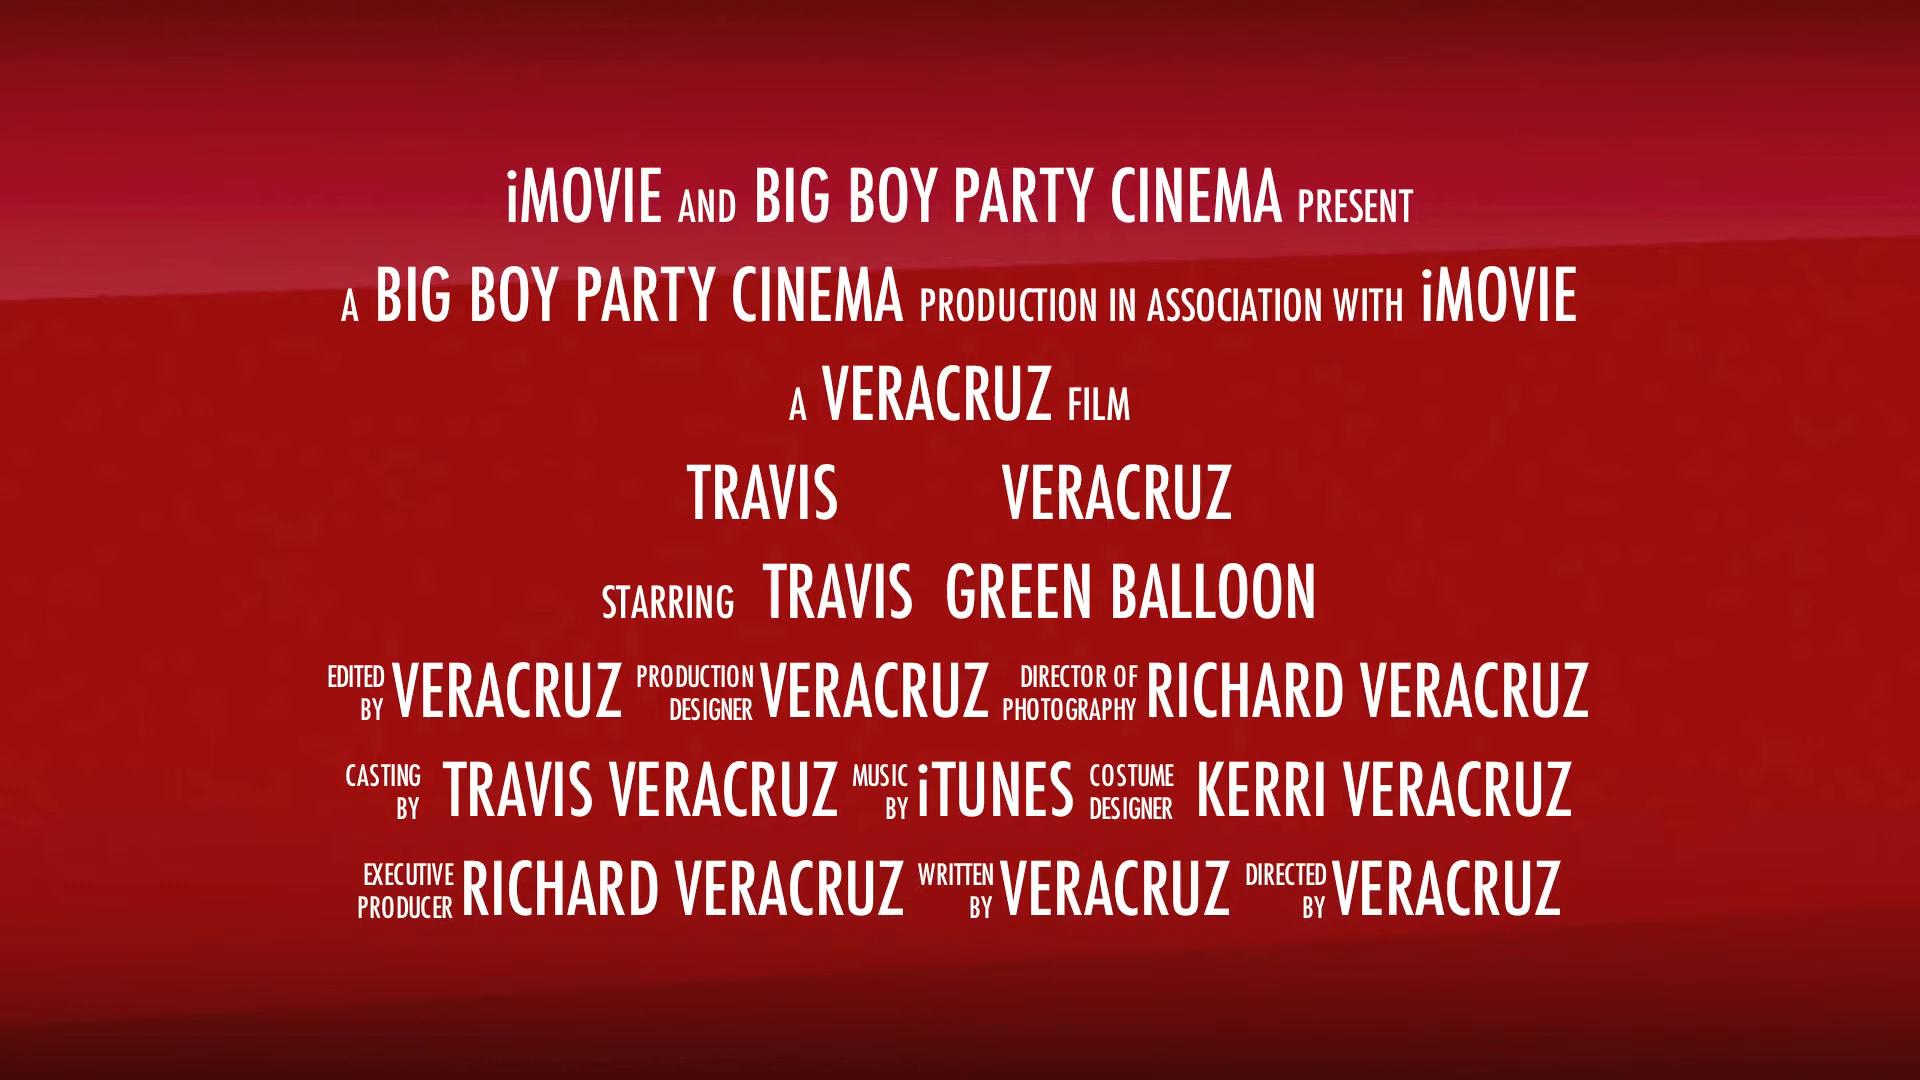 iMOVIE AND BIG BOY PARTY CINEMA PRESENT
A BIG BOY PARTY CINEMA PRODUCTION IN ASSOCIATION WITH iMOVIE
A VERACRUZ FILM
TRAVIS VERACRUZ
STARRING TRAVIS GREEN BALLOON
EDITED BY VERACRUZ PRODUCTION DESIGNER VERACRUZ DIRECTOR OF PHOTOGRAPHY RICHARD VERACRUZ
CASTING BY TRAVIS VERACRUZ MUSIC BY iTUNES COSTUME DESIGNER KERRI VERACRUZ
EXECUTIVE PRODUCER RICHARD VERACRUZ WRITTEN BY VERACRUZ DIRECTED BY VERACRUZ